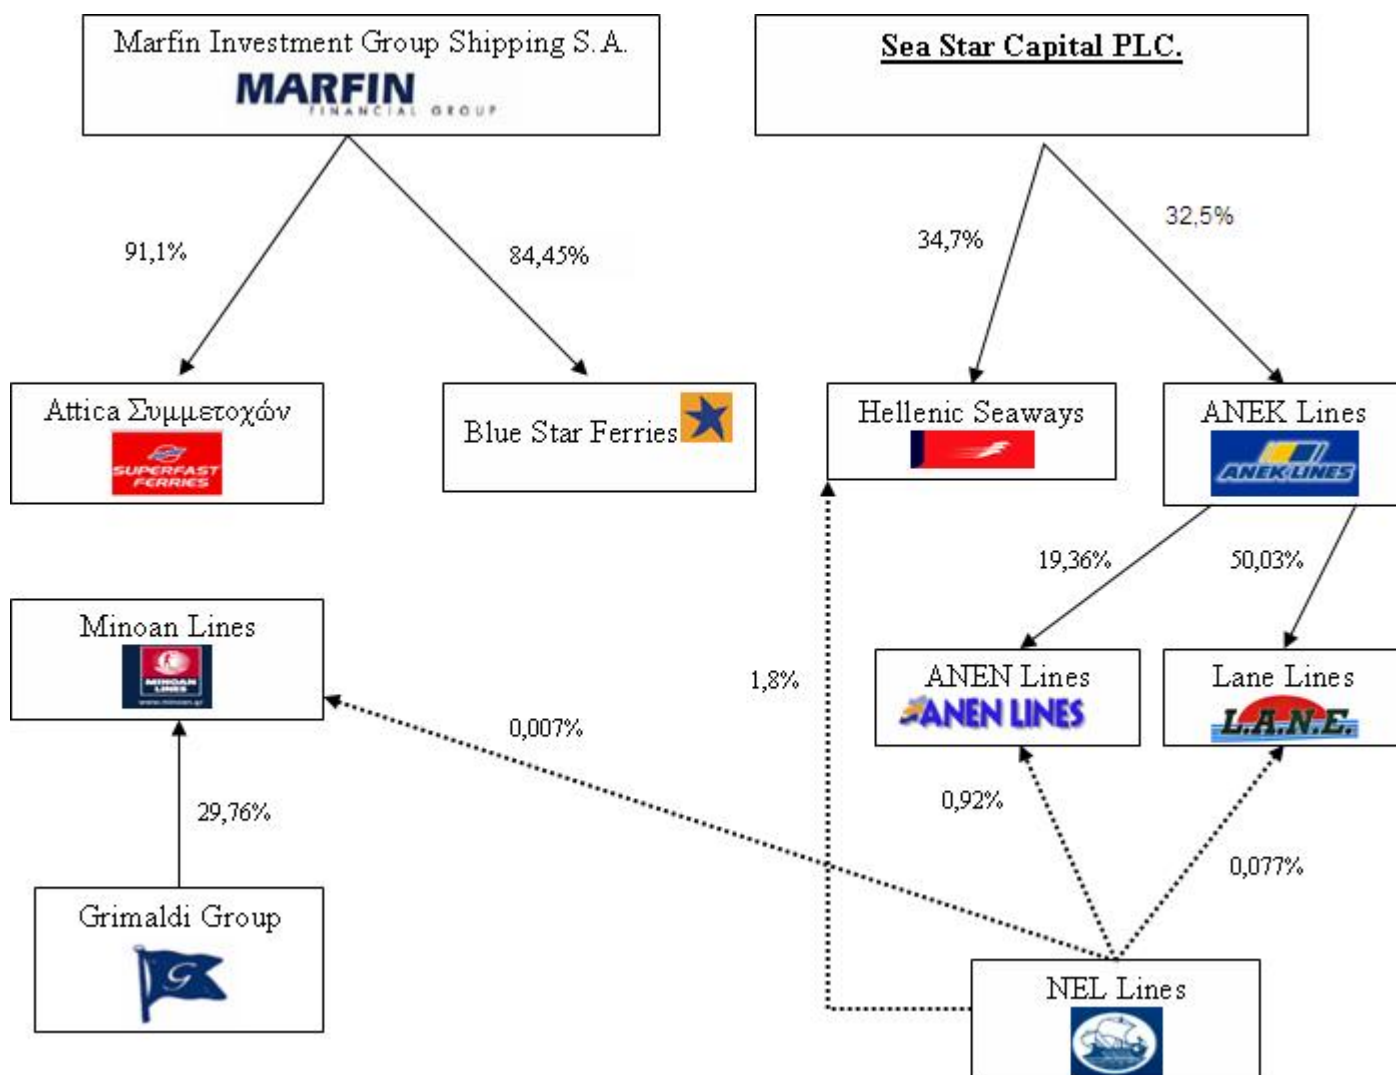 Marfin Investment Group Shipping S.A.
MARFIN
FINANCIAL GROUP
Sea Star Capital PLC.
91,1%
84,45%
34,7%
32,5%
Attica Συμμετοχών
SUPERFAST
FERRIES
Blue Star Ferries
Hellenic Seaways
ANEK Lines
ANEK LINES
19,36%
50,03%
Minoan Lines
MINOAN
LINES
www.minoan.gr
0,007%
1,8%
ANEN Lines
ANEN LINES
Lane Lines
L.A.N.E.
29,76%
0,92%
0,077%
Grimaldi Group
G
NEL Lines